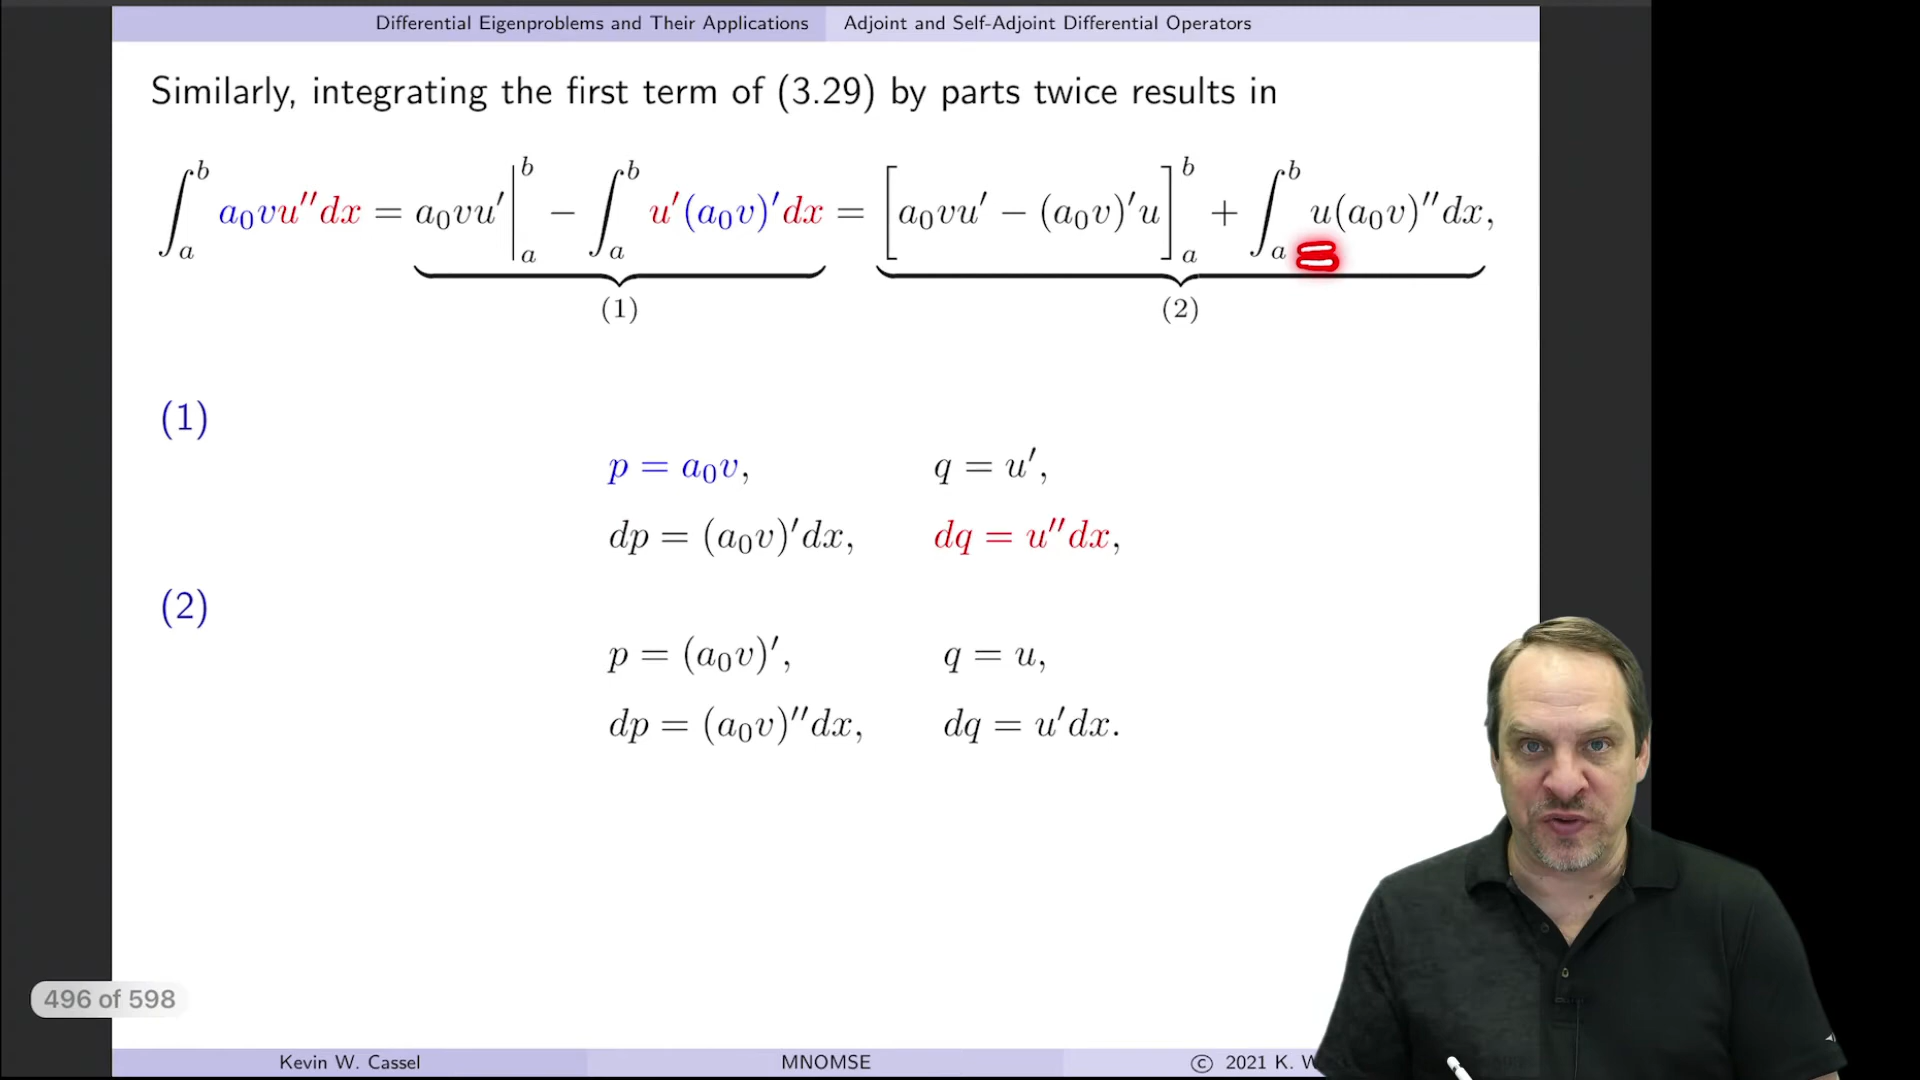 Differential Eigenproblems and Their Applications Adjoint and Self-Adjoint Differential Operators
Similarly, integrating the first term of (3.29) by parts twice results in
∫_a^b a₀vu″dx = a₀vu′|_a^b − ∫_a^b u′(a₀v)′dx = [a₀vu′ − (a₀v)′u]_a^b + ∫_a^b u(a₀v)″dx,
(1) (2)
(1)
p = a₀v, q = u′,
dp = (a₀v)′dx, dq = u″dx,
(2)
p = (a₀v)′, q = u,
dp = (a₀v)″dx, dq = u′dx.
496 of 598
Kevin W. Cassel MNOMSE © 2021 K.